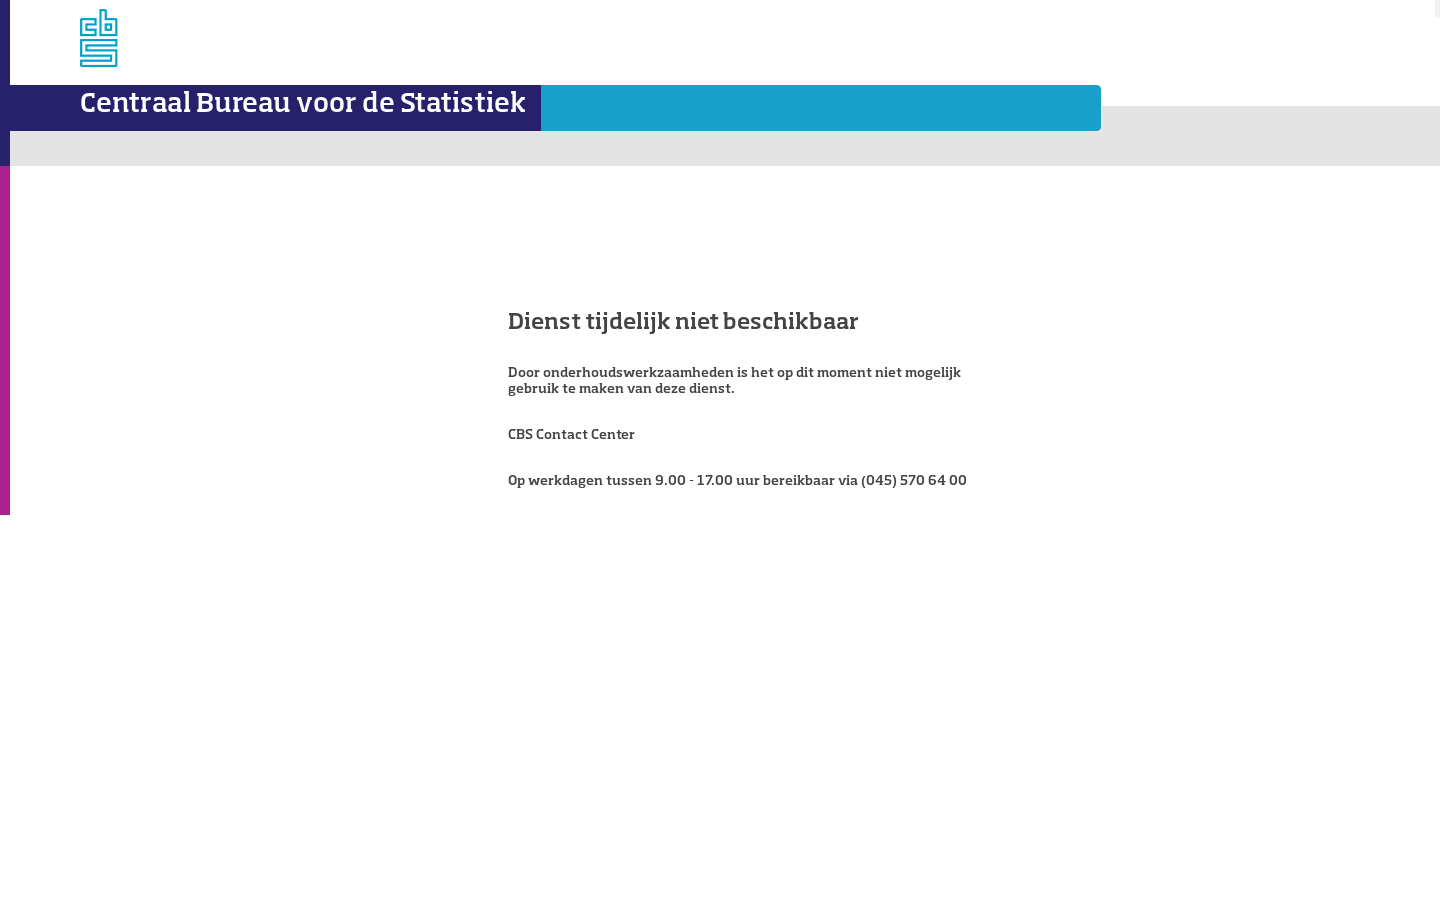 cbs
Centraal Bureau voor de Statistiek
Dienst tijdelijk niet beschikbaar
Door onderhoudswerkzaamheden is het op dit moment niet mogelijk
gebruik te maken van deze dienst.
CBS Contact Center
Op werkdagen tussen 9.00 - 17.00 uur bereikbaar via (045) 570 64 00